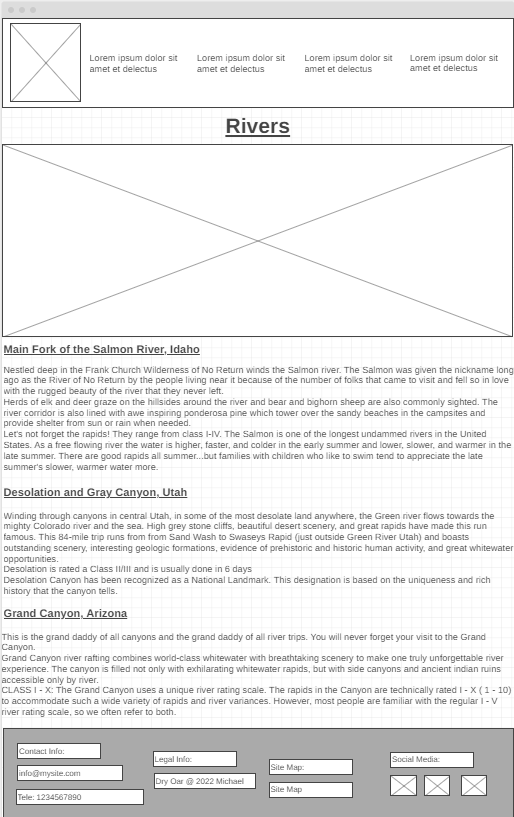 Lorem ipsum dolor sit
amet et delectus
Lorem ipsum dolor sit
amet et delectus
Lorem ipsum dolor sit
amet et delectus
Lorem ipsum dolor sit
amet et delectus
Rivers
Main Fork of the Salmon River, Idaho
Nestled deep in the Frank Church Wilderness of No Return winds the Salmon river. The Salmon was given the nickname long
ago as the River of No Return by the people living near it because of the number of folks that came to visit and fell so in love
with the rugged beauty of the river that they never left.
Herds of elk and deer graze on the hillsides around the river and bear and bighorn sheep are also commonly sighted. The
river corridor is also lined with awe inspiring ponderosa pine which tower over the sandy beaches in the campsites and
provide shelter from sun or rain when needed.
Let's not forget the rapids! They range from class I-IV. The Salmon is one of the longest undammed rivers in the United
States. As a free flowing river the water is higher, faster, and colder in the early summer and lower, slower, and warmer in the
late summer. There are good rapids all summer...but families with children who like to swim tend to appreciate the late
summer's slower, warmer water more.
Desolation and Gray Canyon, Utah
Winding through canyons in central Utah, in some of the most desolate land anywhere, the Green river flows towards the
mighty Colorado river and the sea. High grey stone cliffs, beautiful desert scenery, and great rapids have made this run
famous. This 84-mile trip runs from from Sand Wash to Swaseys Rapid (just outside Green River Utah) and boasts
outstanding scenery, interesting geologic formations, evidence of prehistoric and historic human activity, and great whitewater
opportities.
Desolation is rated a Class II/III and is usually done in 6 days
Desolation Canyon has been recognized as a National Landmark. This designation is based on the uniqueness and rich
history that the canyon tells.
Grand Canyon, Arizona
This is the grand daddy of all canyons and the grand daddy of all river trips. You will never forget your visit to the Grand
Canyon.
Grand Canyon river rafting combines world-class whitewater with breathtaking scenery to make one truly unforgettable river
experience. The canyon is filled not only with exhilarating whitewater rapids, but with side canyons and ancient indian ruins
accessible only by river.
CLASS I - X: The Grand Canyon uses a unique river rating scale. The rapids in the Canyon are technically rated I - X ( 1 - 10)
to accommodate such a wide variety of rapids and river variances. However, most people are familiar with the regular I - V
river rating scale, so we often refer to both.
Contact Info:
info@mysite.com
Tele: 1234567890
Legal Info:
Dry Oar @ 2022 Michael
Site Map:
Site Map
Social Media: